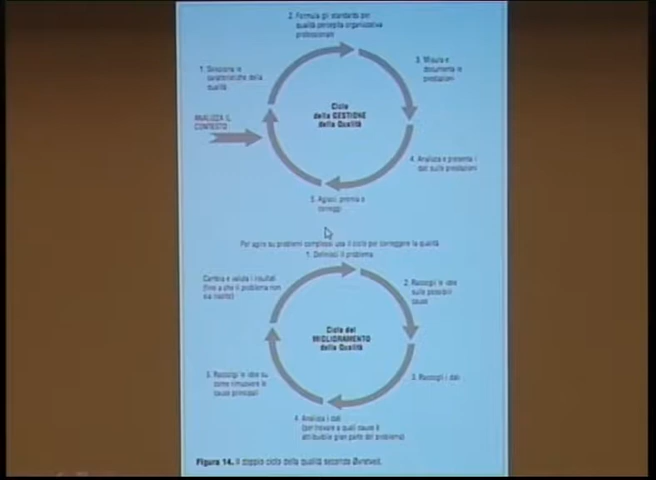 2. Formula gli standard per
qualità percepita organizzativa
professionale
1. Seleziona le
caratteristiche della
qualità
3. Misura e
documenta le
prestazioni
ANALIZZA IL
CONTESTO
Ciclo
della GESTIONE
della Qualità
4. Analizza e presenta i
dati sulle prestazioni
5. Agisci, premia e
correggi
Per agire su problemi complessi usa il ciclo per correggere la qualità
1. Definisci il problema
Cambia e valuta i risultati
(fino a che il problema non
sia risolto)
2. Raccogli le idee
sulle possibili
cause
Ciclo del
MIGLIORAMENTO
della Qualità
5. Raccogli le idee su
come rimuovere le
cause principali
3. Raccogli i dati
4. Analizza i dati
(per trovare a quali cause è
attribuibile gran parte del problema)
Figura 14. Il doppio ciclo della qualità secondo Øvretveit.